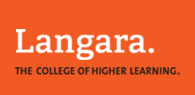 Langara.
THE COLLEGE OF HIGHER LEARNING.